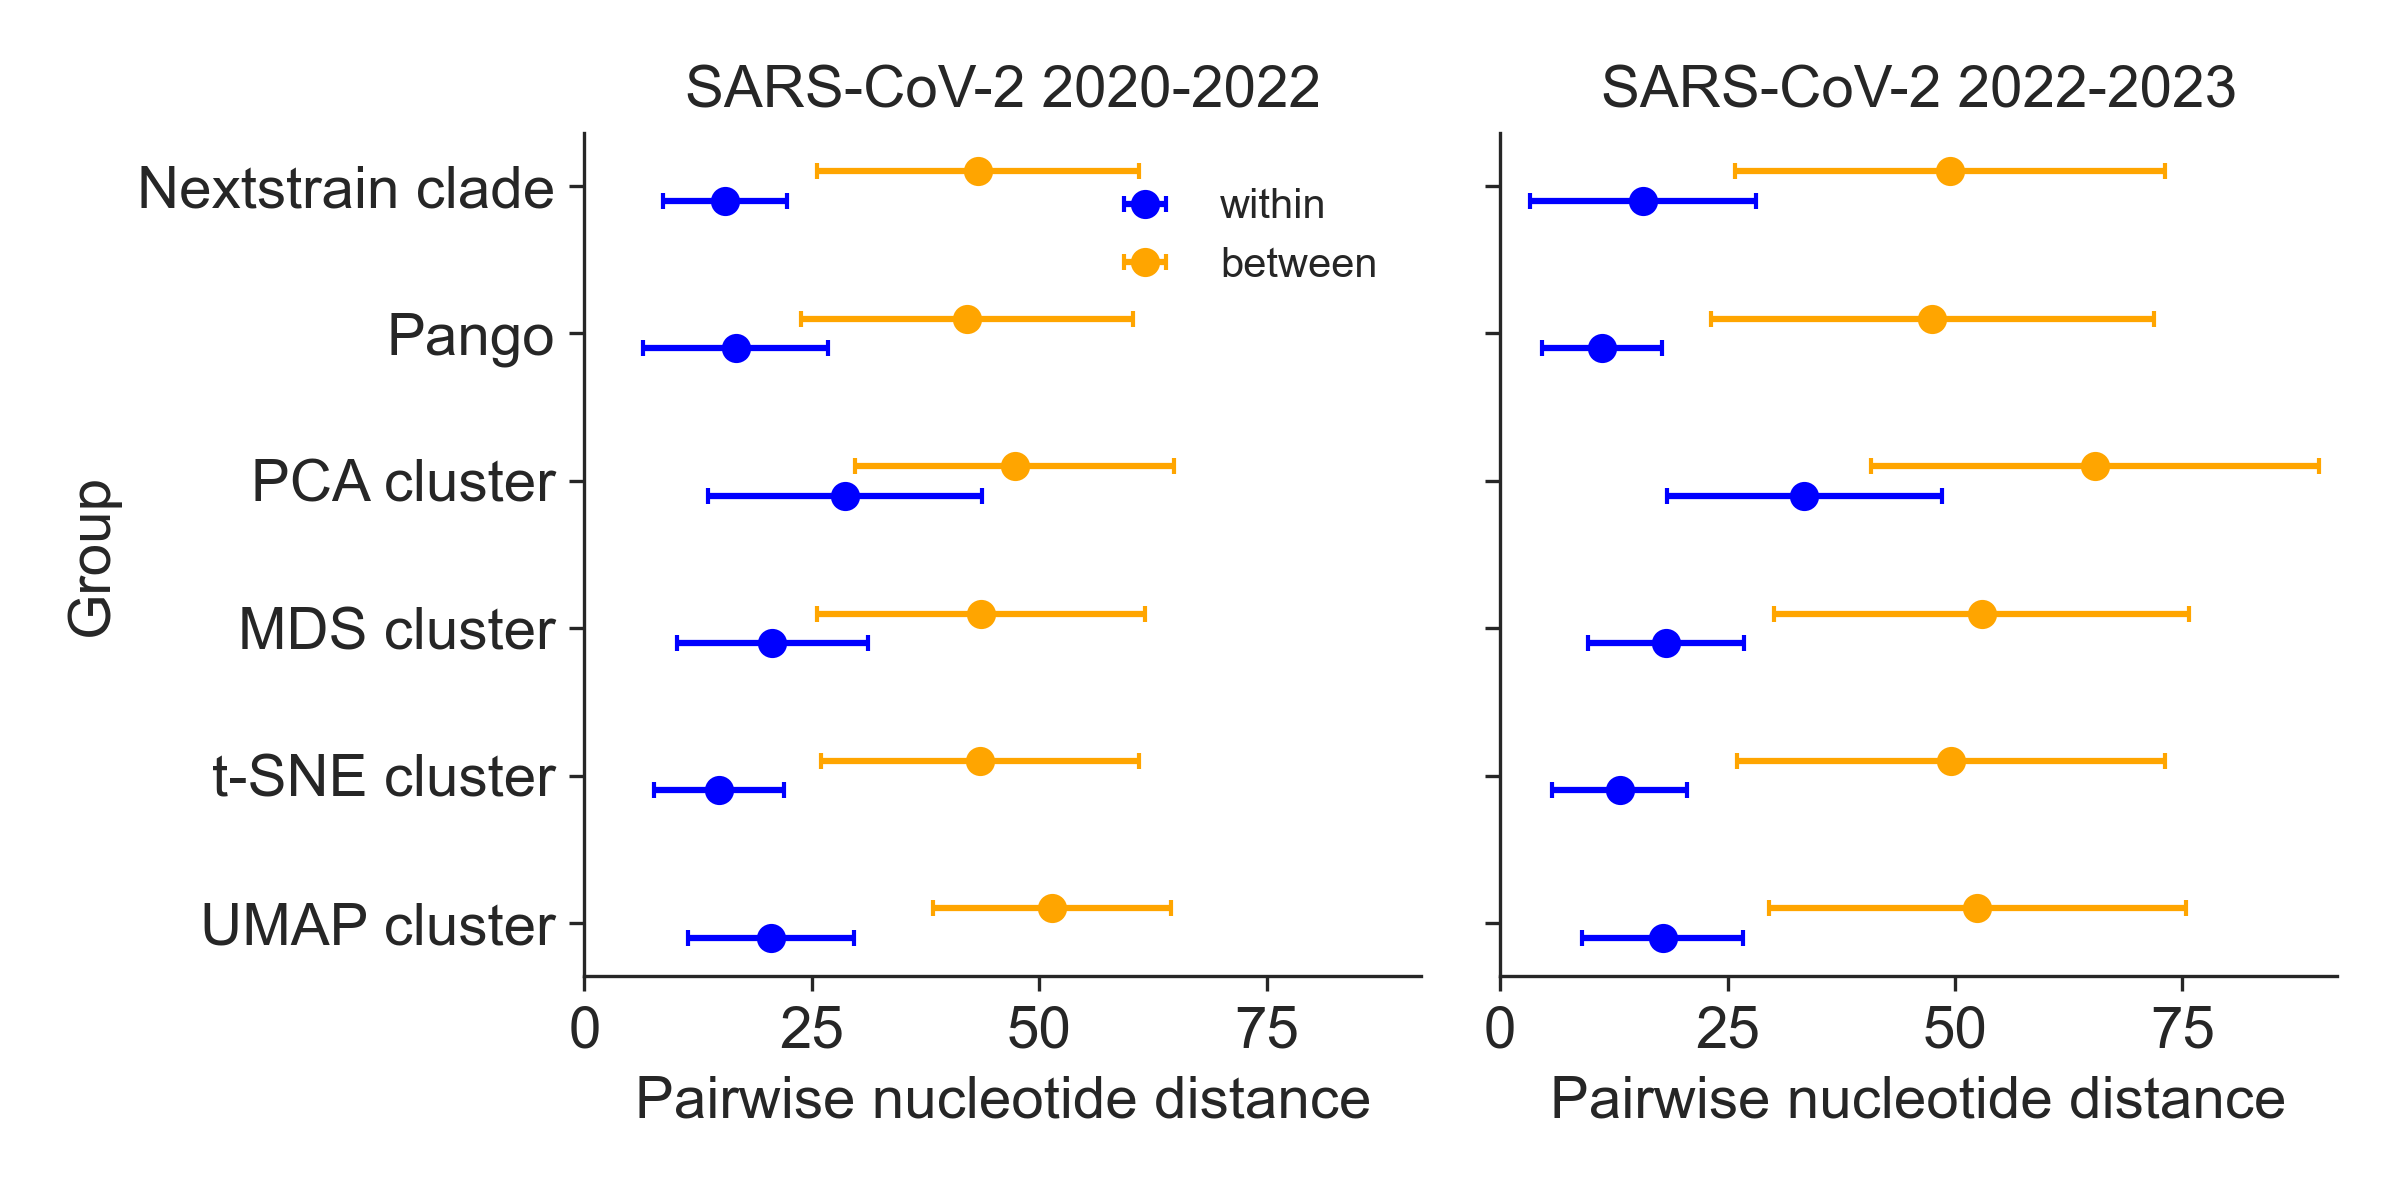 SARS-CoV-2 2020-2022
SARS-CoV-2 2022-2023
Group
Nextstrain clade
Pango
PCA cluster
MDS cluster
t-SNE cluster
UMAP cluster
within
between
0 25 50 75
0 25 50 75
Pairwise nucleotide distance
Pairwise nucleotide distance